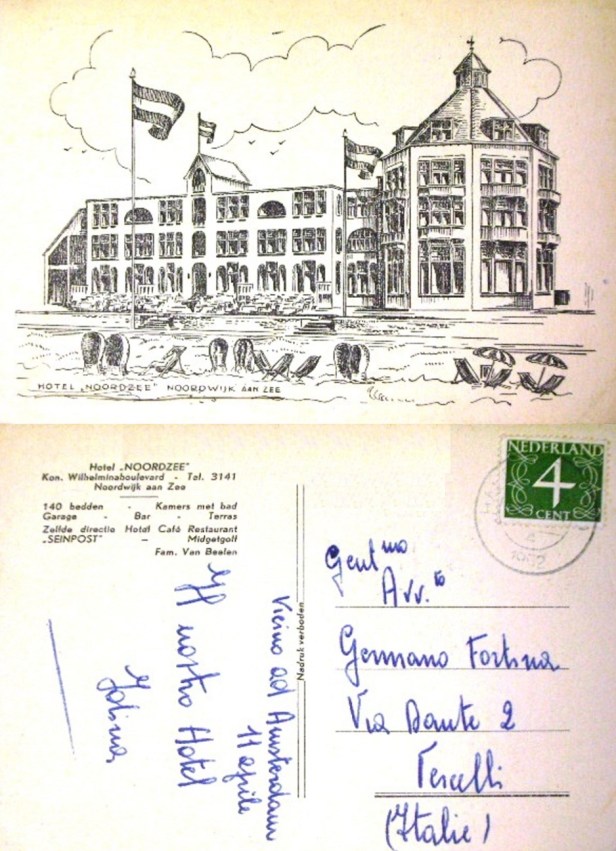 HOTEL „NOORDZEE" NOORDWIJK AAN ZEE
Hotel „NOORDZEE"
Kon. Wilhelminaboulevard - Tel. 3141
Noordwijk aan Zee
140 bedden - Kamers met bad
Garage - Bar - Terras
Zelfde directie Hotel Café Restaurant
„SEINPOST" — Midgetgolf
Fam. Van Beelen
Vicino ad Amsterdam
11 aprile
Il nostro Hotel
Nadruk verboden
NEDERLAND
4
CENT
Gent mo
Avv. to
Germano Fortina
Via Dante 2
Vercelli
(Italie)